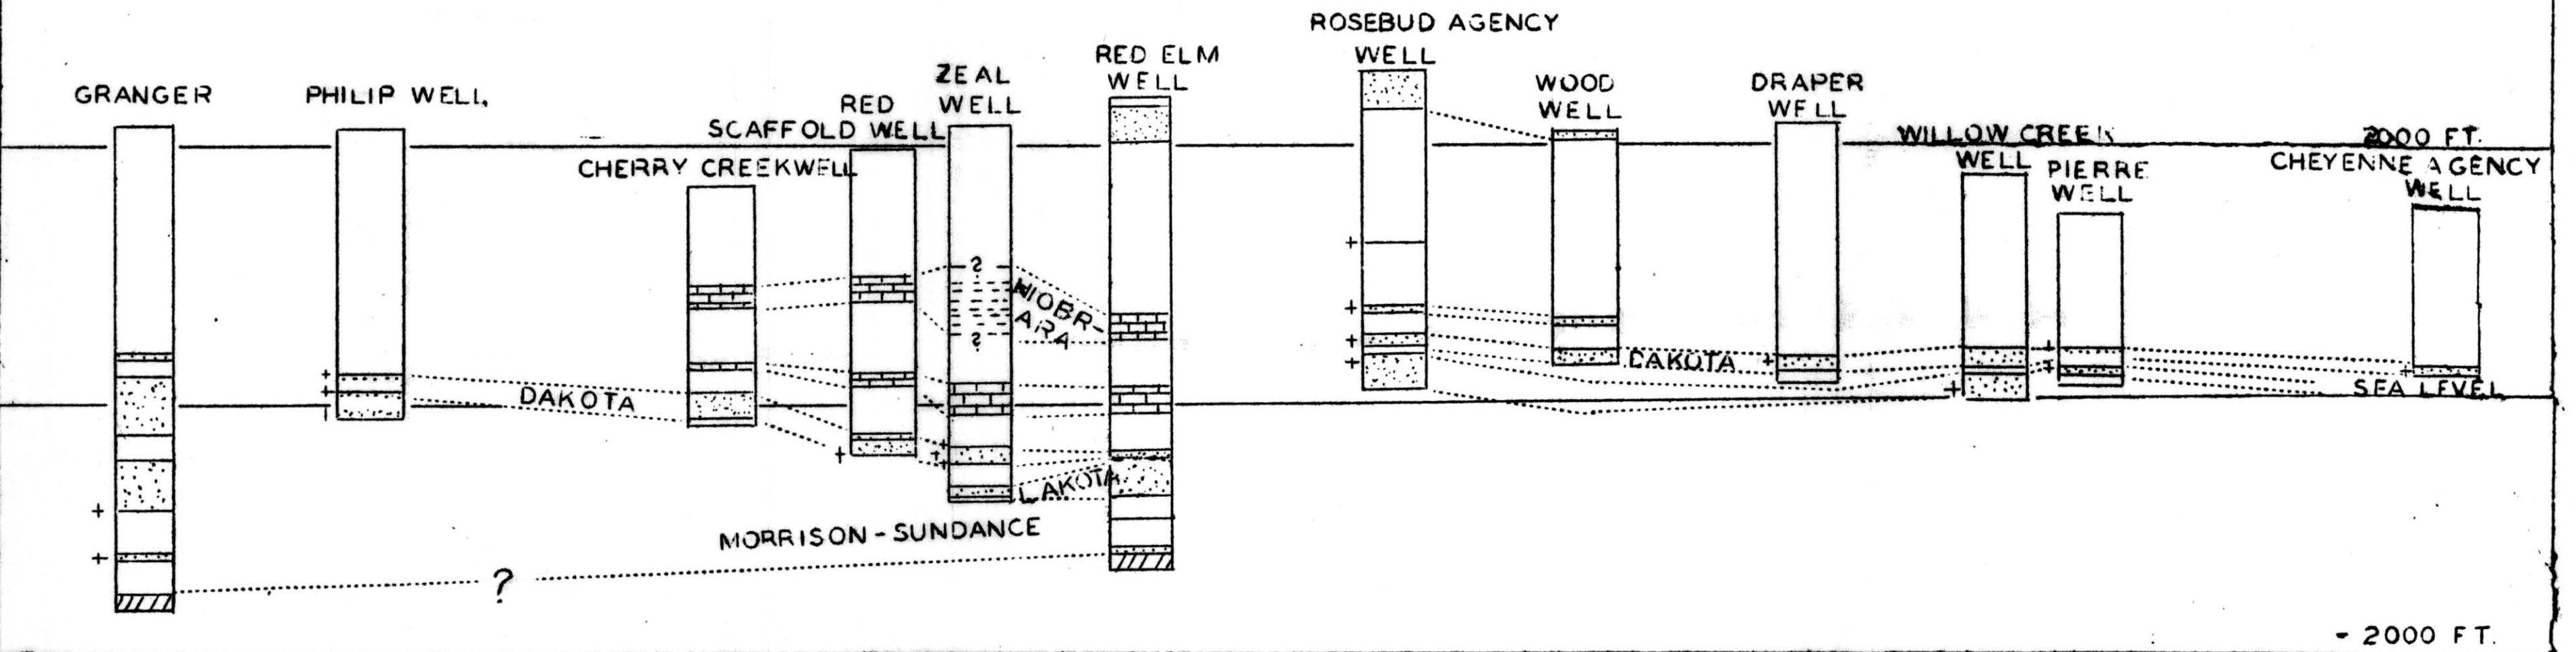 ROSEBUD AGENCY
WELL
RED ELM
WELL
ZEAL
WELL
GRANGER
PHILIP WELL.
RED
SCAFFOLD WELL
WOOD
WELL
DRAPER
WELL
WILLOW CREEK
WELL
2000 FT.
CHERRY CREEKWELL
PIERRE
WELL
CHEYENNE AGENCY
WELL
?
NIOBR-
ARA
?
DAKOTA
DAKOTA
SEA LEVEL
LAKOTA
MORRISON-SUNDANCE
?
- 2000 FT.